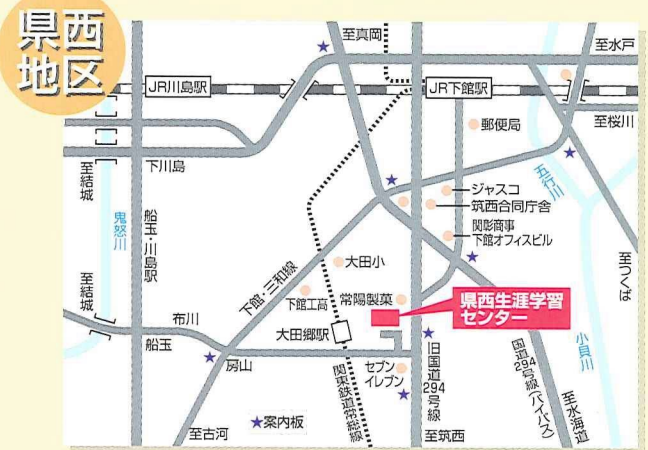 県西
地区
至真岡
至水戸
JR川島駅
JR下館駅
郵便局
至桜川
下川島
至結城
鬼怒川
船玉・川島駅
五行川
ジャスコ
筑西合同庁舎
関彰商事
下館オフィスビル
至つくば
下館・三和線
大田小
至結城
下館工高
常陽製菓
県西生涯学習
センター
布川
船玉
大田郷駅
房山
セブン
イレブン
旧国道294号線
国道294号線(バイパス)
小貝川
関東鉄道常総線
至水海道
★案内板
至古河
至筑西